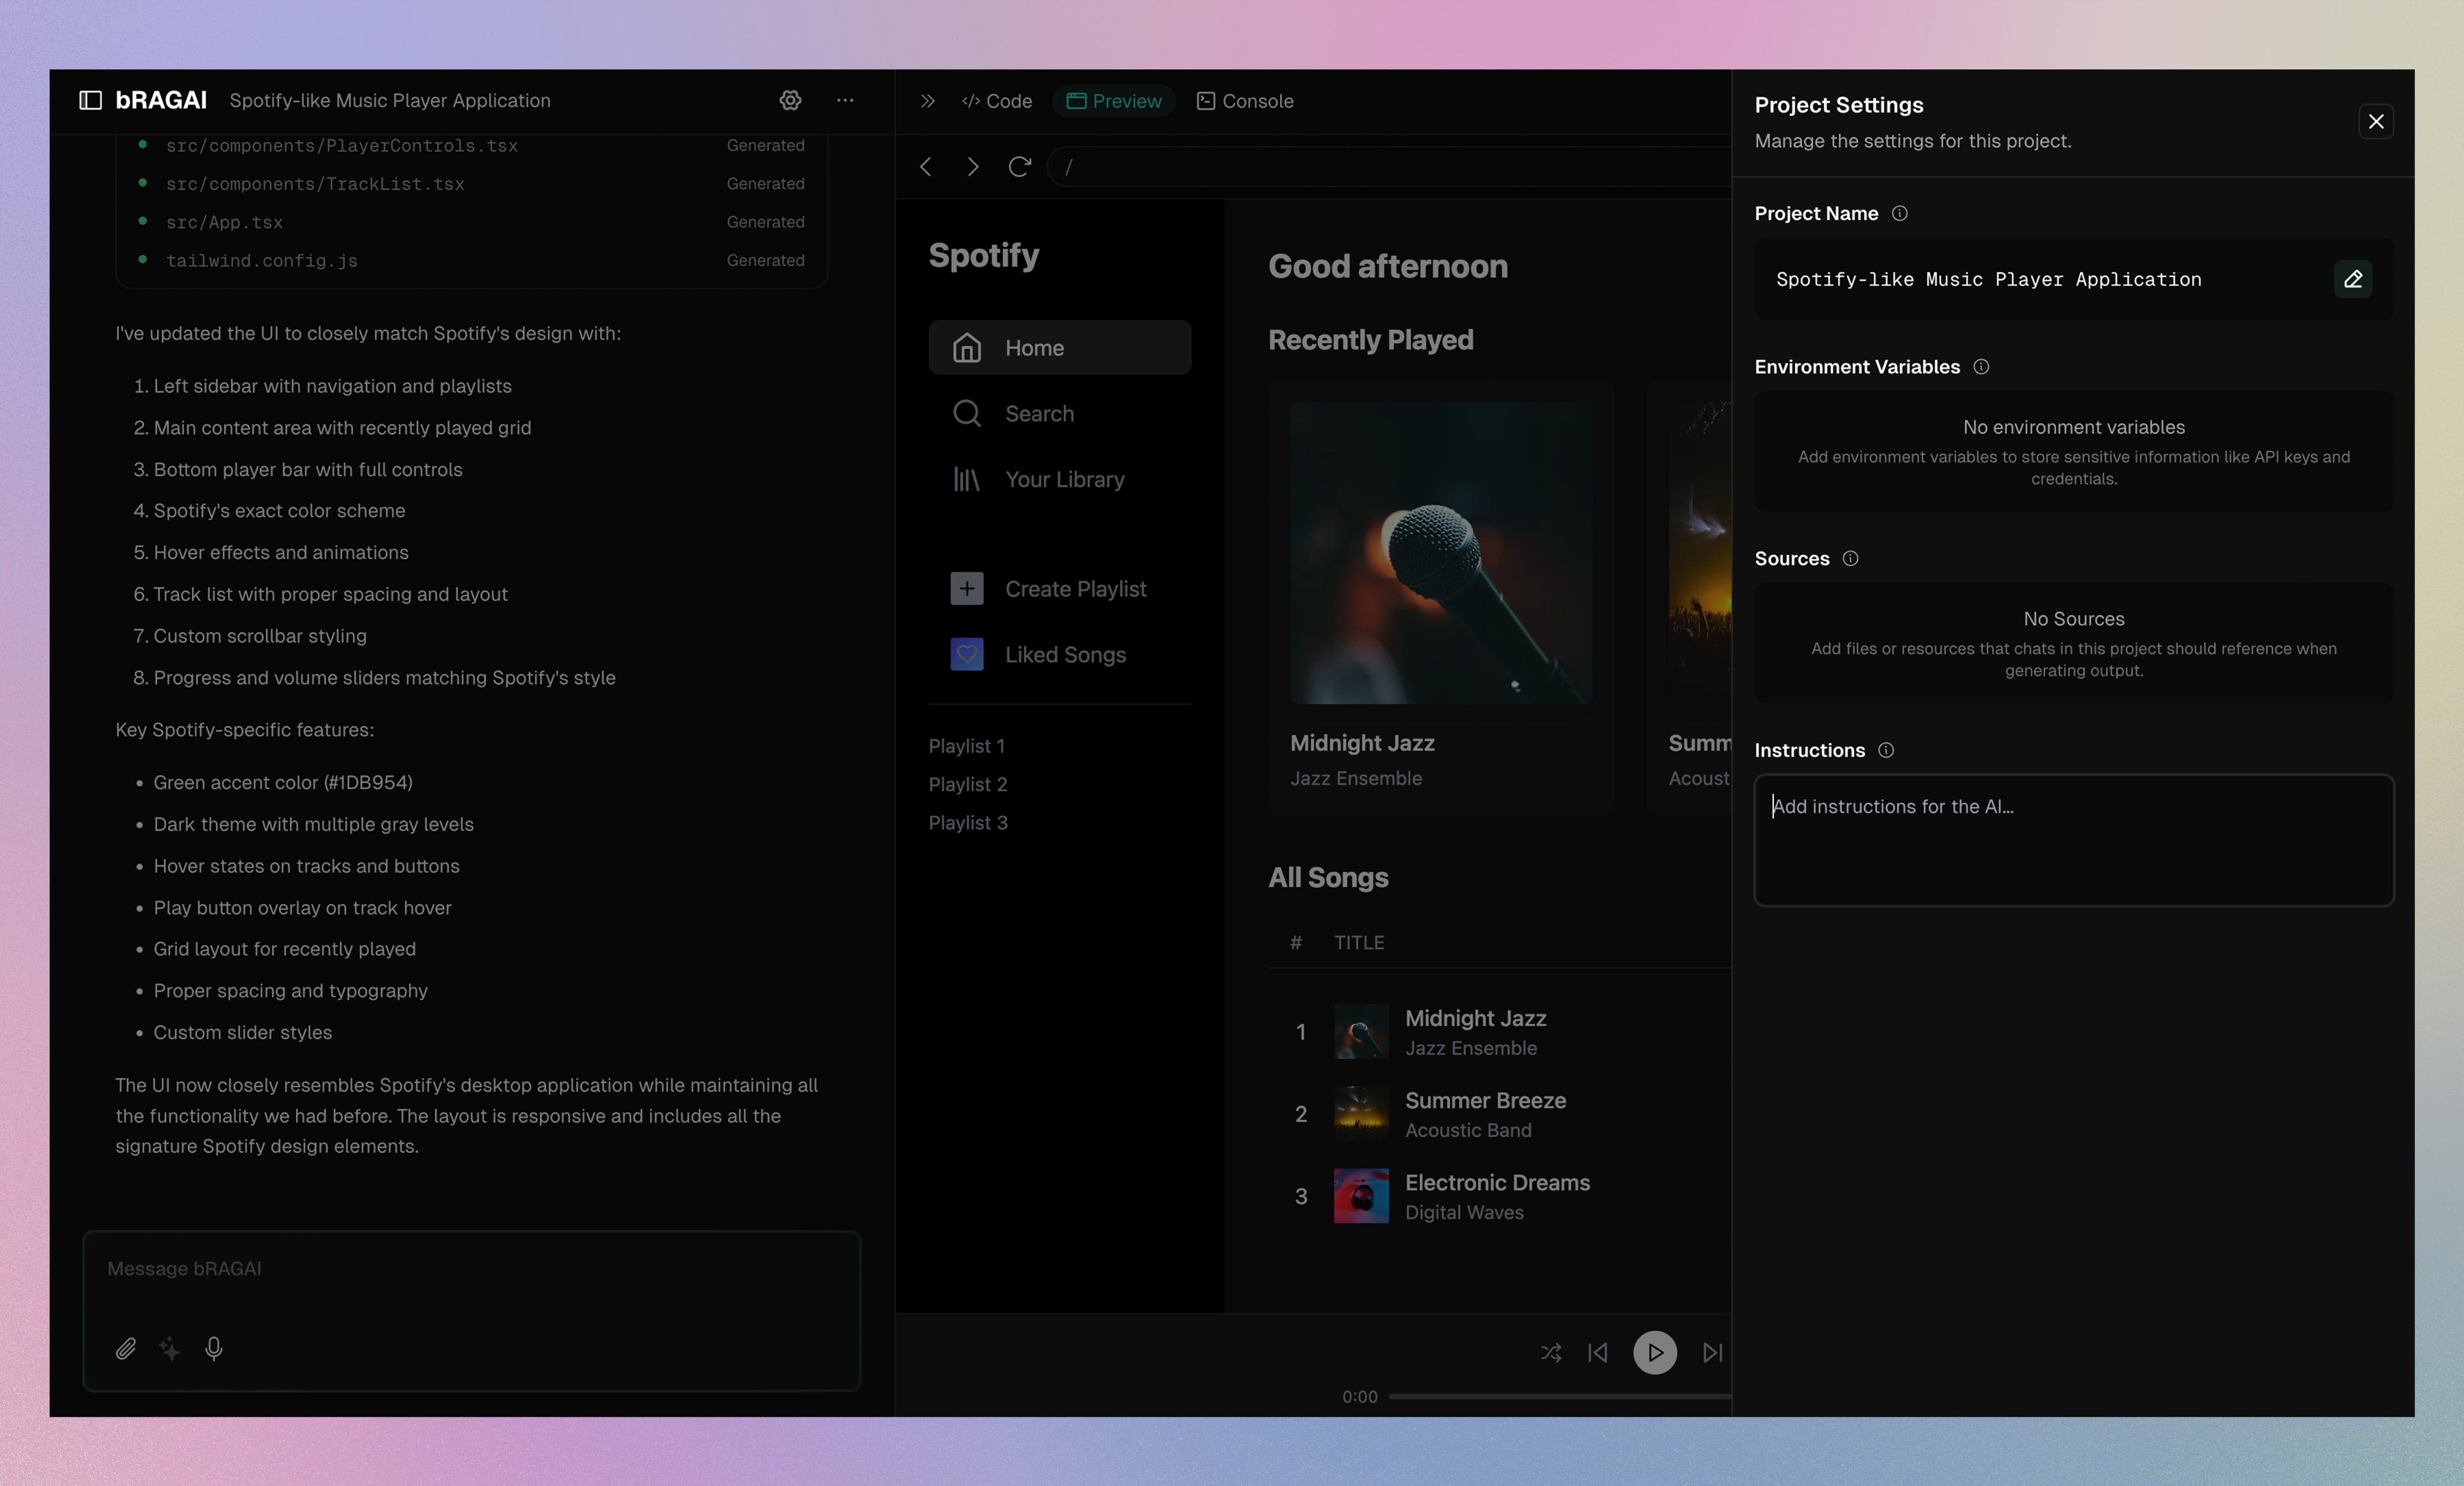 bRAGAI Spotify-like Music Player Application
src/components/PlayerControls.tsx Generated
src/components/TrackList.tsx Generated
src/App.tsx Generated
tailwind.config.js Generated
I've updated the UI to closely match Spotify's design with:
1. Left sidebar with navigation and playlists
2. Main content area with recently played grid
3. Bottom player bar with full controls
4. Spotify's exact color scheme
5. Hover effects and animations
6. Track list with proper spacing and layout
7. Custom scrollbar styling
8. Progress and volume sliders matching Spotify's style
Key Spotify-specific features:
• Green accent color (#1DB954)
• Dark theme with multiple gray levels
• Hover states on tracks and buttons
• Play button overlay on track hover
• Grid layout for recently played
• Proper spacing and typography
• Custom slider styles
The UI now closely resembles Spotify's desktop application while maintaining all
the functionality we had before. The layout is responsive and includes all the
signature Spotify design elements.
Message bRAGAI
Code Preview Console
/
Spotify
Home
Search
Your Library
Create Playlist
Liked Songs
Playlist 1
Playlist 2
Playlist 3
Good afternoon
Recently Played
Midnight Jazz
Jazz Ensemble
Summ
Acoust
All Songs
# TITLE
1 Midnight Jazz
Jazz Ensemble
2 Summer Breeze
Acoustic Band
3 Electronic Dreams
Digital Waves
0:00
Project Settings
Manage the settings for this project.
Project Name
Spotify-like Music Player Application
Environment Variables
No environment variables
Add environment variables to store sensitive information like API keys and
credentials.
Sources
No Sources
Add files or resources that chats in this project should reference when
generating output.
Instructions
Add instructions for the AI...